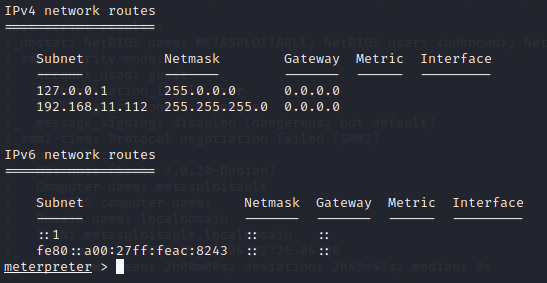 IPv4 network routes
===================
Subnet Netmask Gateway Metric Interface
------ ------- ------- ------ ---------
127.0.0.1 255.0.0.0 0.0.0.0
192.168.11.112 255.255.255.0 0.0.0.0
IPv6 network routes
===================
Subnet Netmask Gateway Metric Interface
------ ------- ------- ------ ---------
::1 :: ::
fe80::a00:27ff:feac:8243 :: ::
meterpreter >